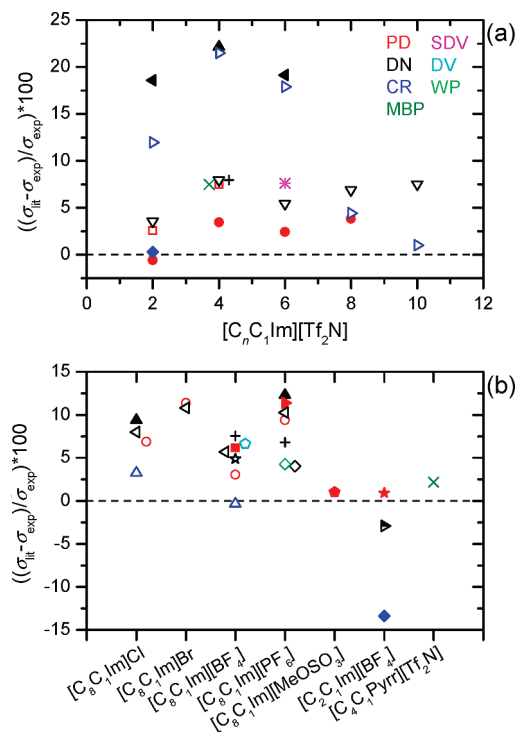 (a)
PD SDV
DN DV
CR WP
MBP
((σlit-σexp)/σexp)*100
25
20
15
10
5
0
0 2 4 6 8 10 12
[CnC1Im][Tf2N]
(b)
((σlit-σexp)/σexp)*100
15
10
5
0
-5
-10
-15
[C8C1Im]Cl
[C8C1Im]Br
[C8C1Im][BF4]
[C8C1Im][PF6]
[C8C1Im][MeOSO3]
[C2C1Im][BF4]
[C4C1Pyrr][Tf2N]